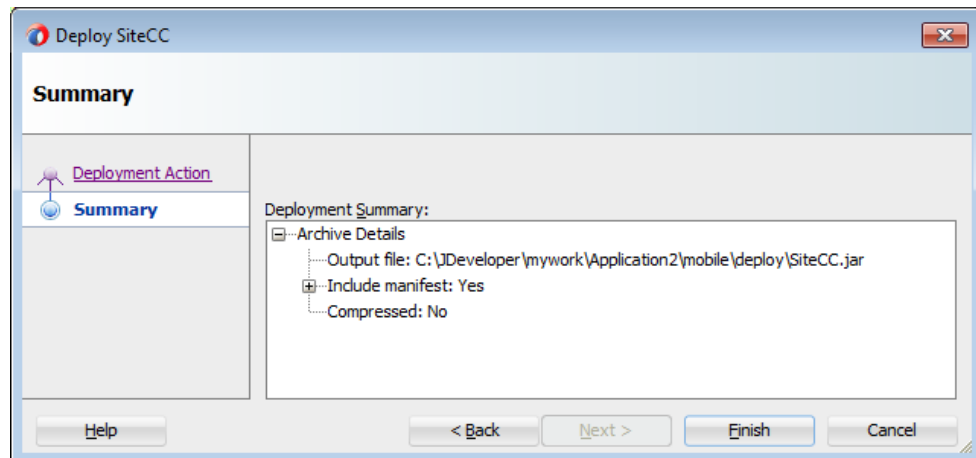 Deploy SiteCC
Summary
Deployment Action
Summary
Deployment Summary:
Archive Details
Output file: C:\JDeveloper\mywork\Application2\mobile\deploy\SiteCC.jar
Include manifest: Yes
Compressed: No
Help
< Back
Next >
Finish
Cancel